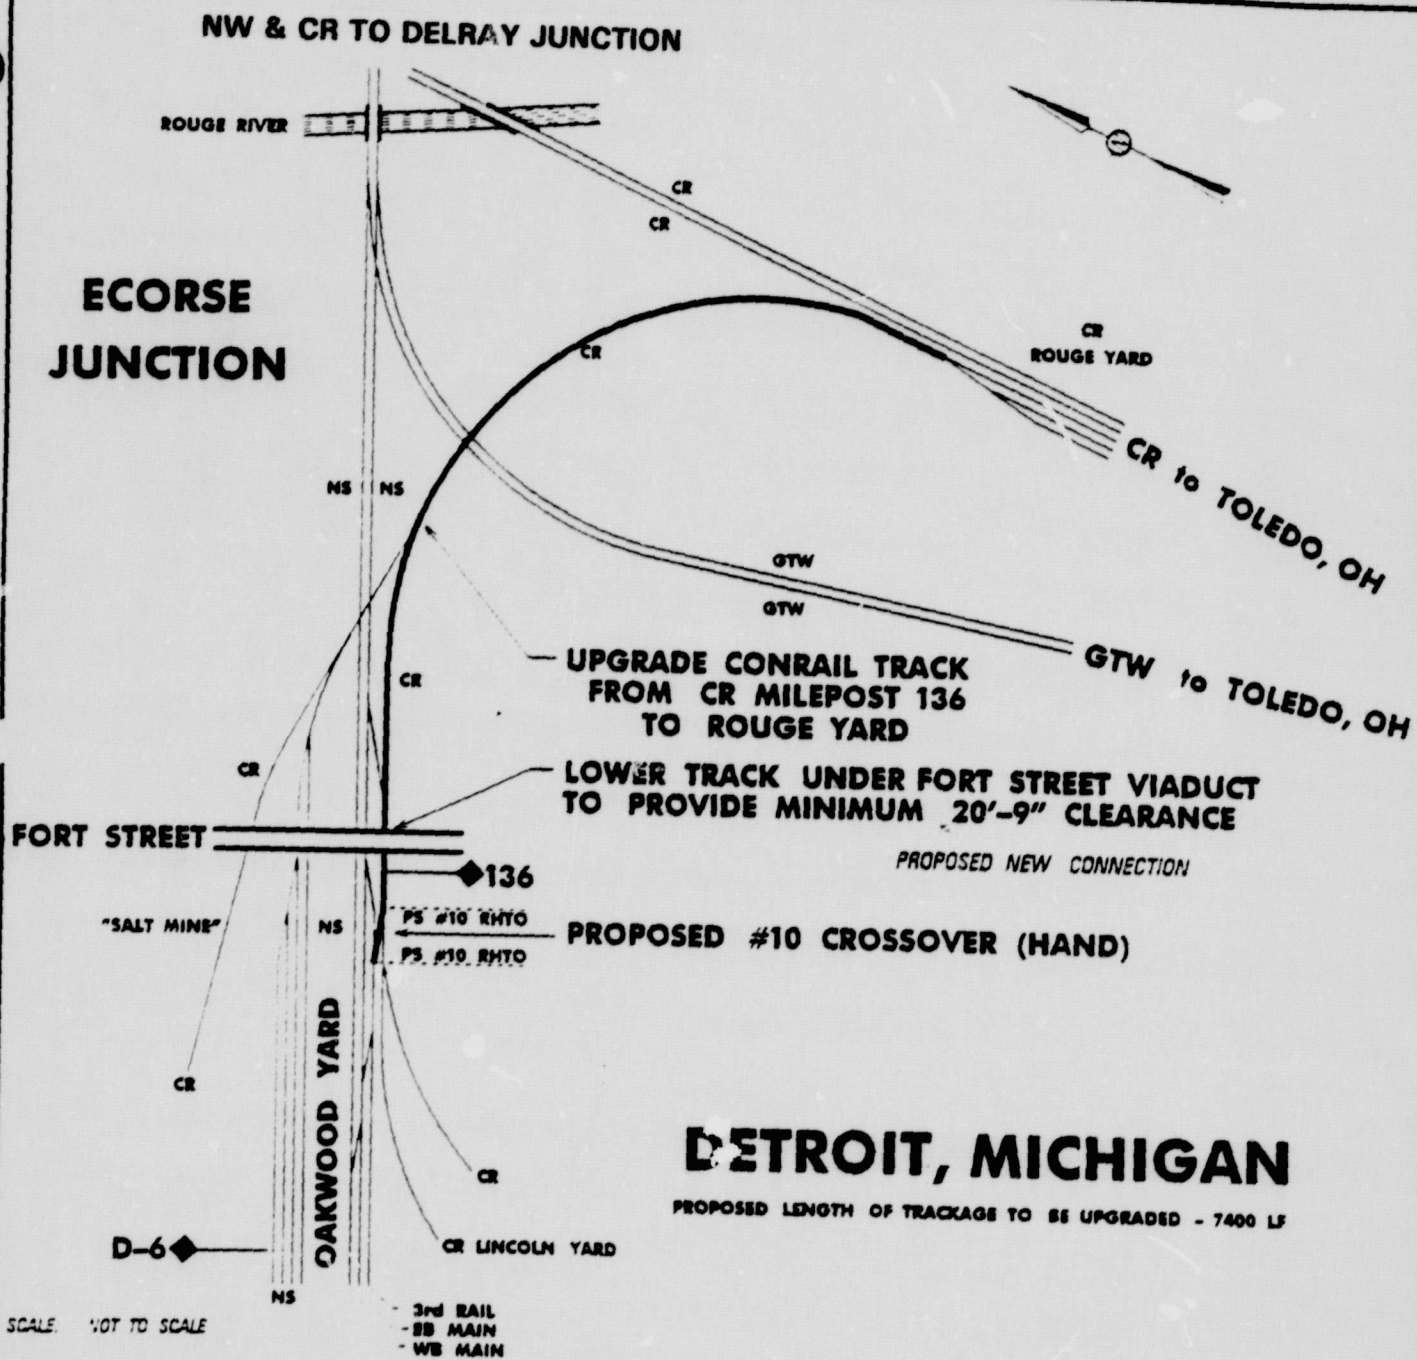 NW & CR TO DELRAY JUNCTION
ROUGE RIVER
CR
CR
ECORSE
JUNCTION
CR
CR
ROUGE YARD
CR to TOLEDO, OH
NS
NS
GTW
GTW
GTW to TOLEDO, OH
UPGRADE CONRAIL TRACK
FROM CR MILEPOST 136
TO ROUGE YARD
CR
CR
LOWER TRACK UNDER FORT STREET VIADUCT
TO PROVIDE MINIMUM 20'-9" CLEARANCE
FORT STREET
PROPOSED NEW CONNECTION
136
"SALT MINE"
NS
PS #10 RHTO
PROPOSED #10 CROSSOVER (HAND)
PS #10 RHTO
OAKWOOD YARD
CR
DETROIT, MICHIGAN
CR
PROPOSED LENGTH OF TRACKAGE TO BE UPGRADED - 7400 LF
D-6
CR LINCOLN YARD
NS
SCALE: NOT TO SCALE
- 3rd RAIL
- EB MAIN
- WB MAIN